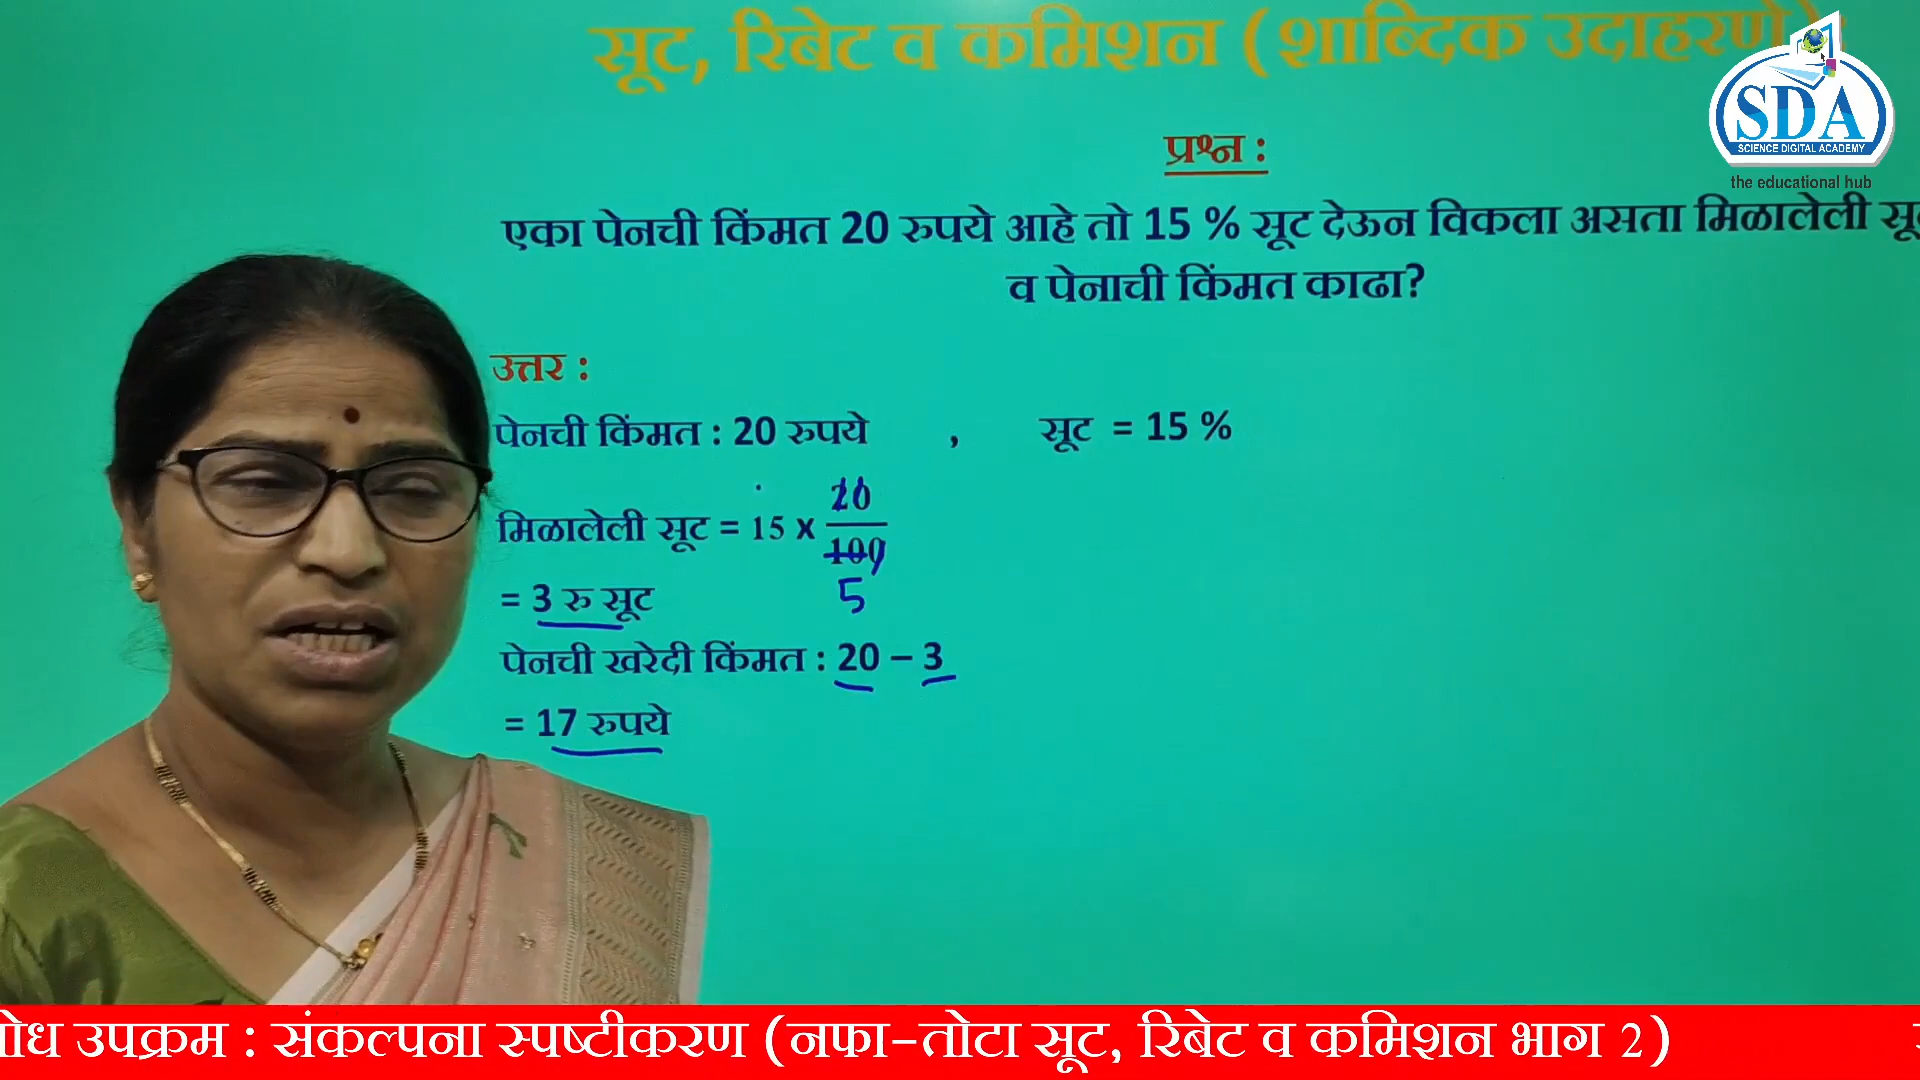 सूट, रिबेट व कमिशन (शाब्दिक उदाहरणे)
SDA
SCIENCE DIGITAL ACADEMY
the educational hub
प्रश्न :
एका पेनची किंमत 20 रुपये आहे तो 15 % सूट देऊन विकला असता मिळालेली
व पेनाची किंमत काढा?
उत्तर :
पेनची किंमत : 20 रुपये , सूट = 15 %
20
मिळालेली सूट = 15 x
100
= 3 रु सूट 5
पेनची खरेदी किंमत : 20 – 3
= 17 रुपये
उपक्रम : संकल्पना स्पष्टीकरण (नफा-तोटा सूट, रिबेट व कमिशन भाग 2)